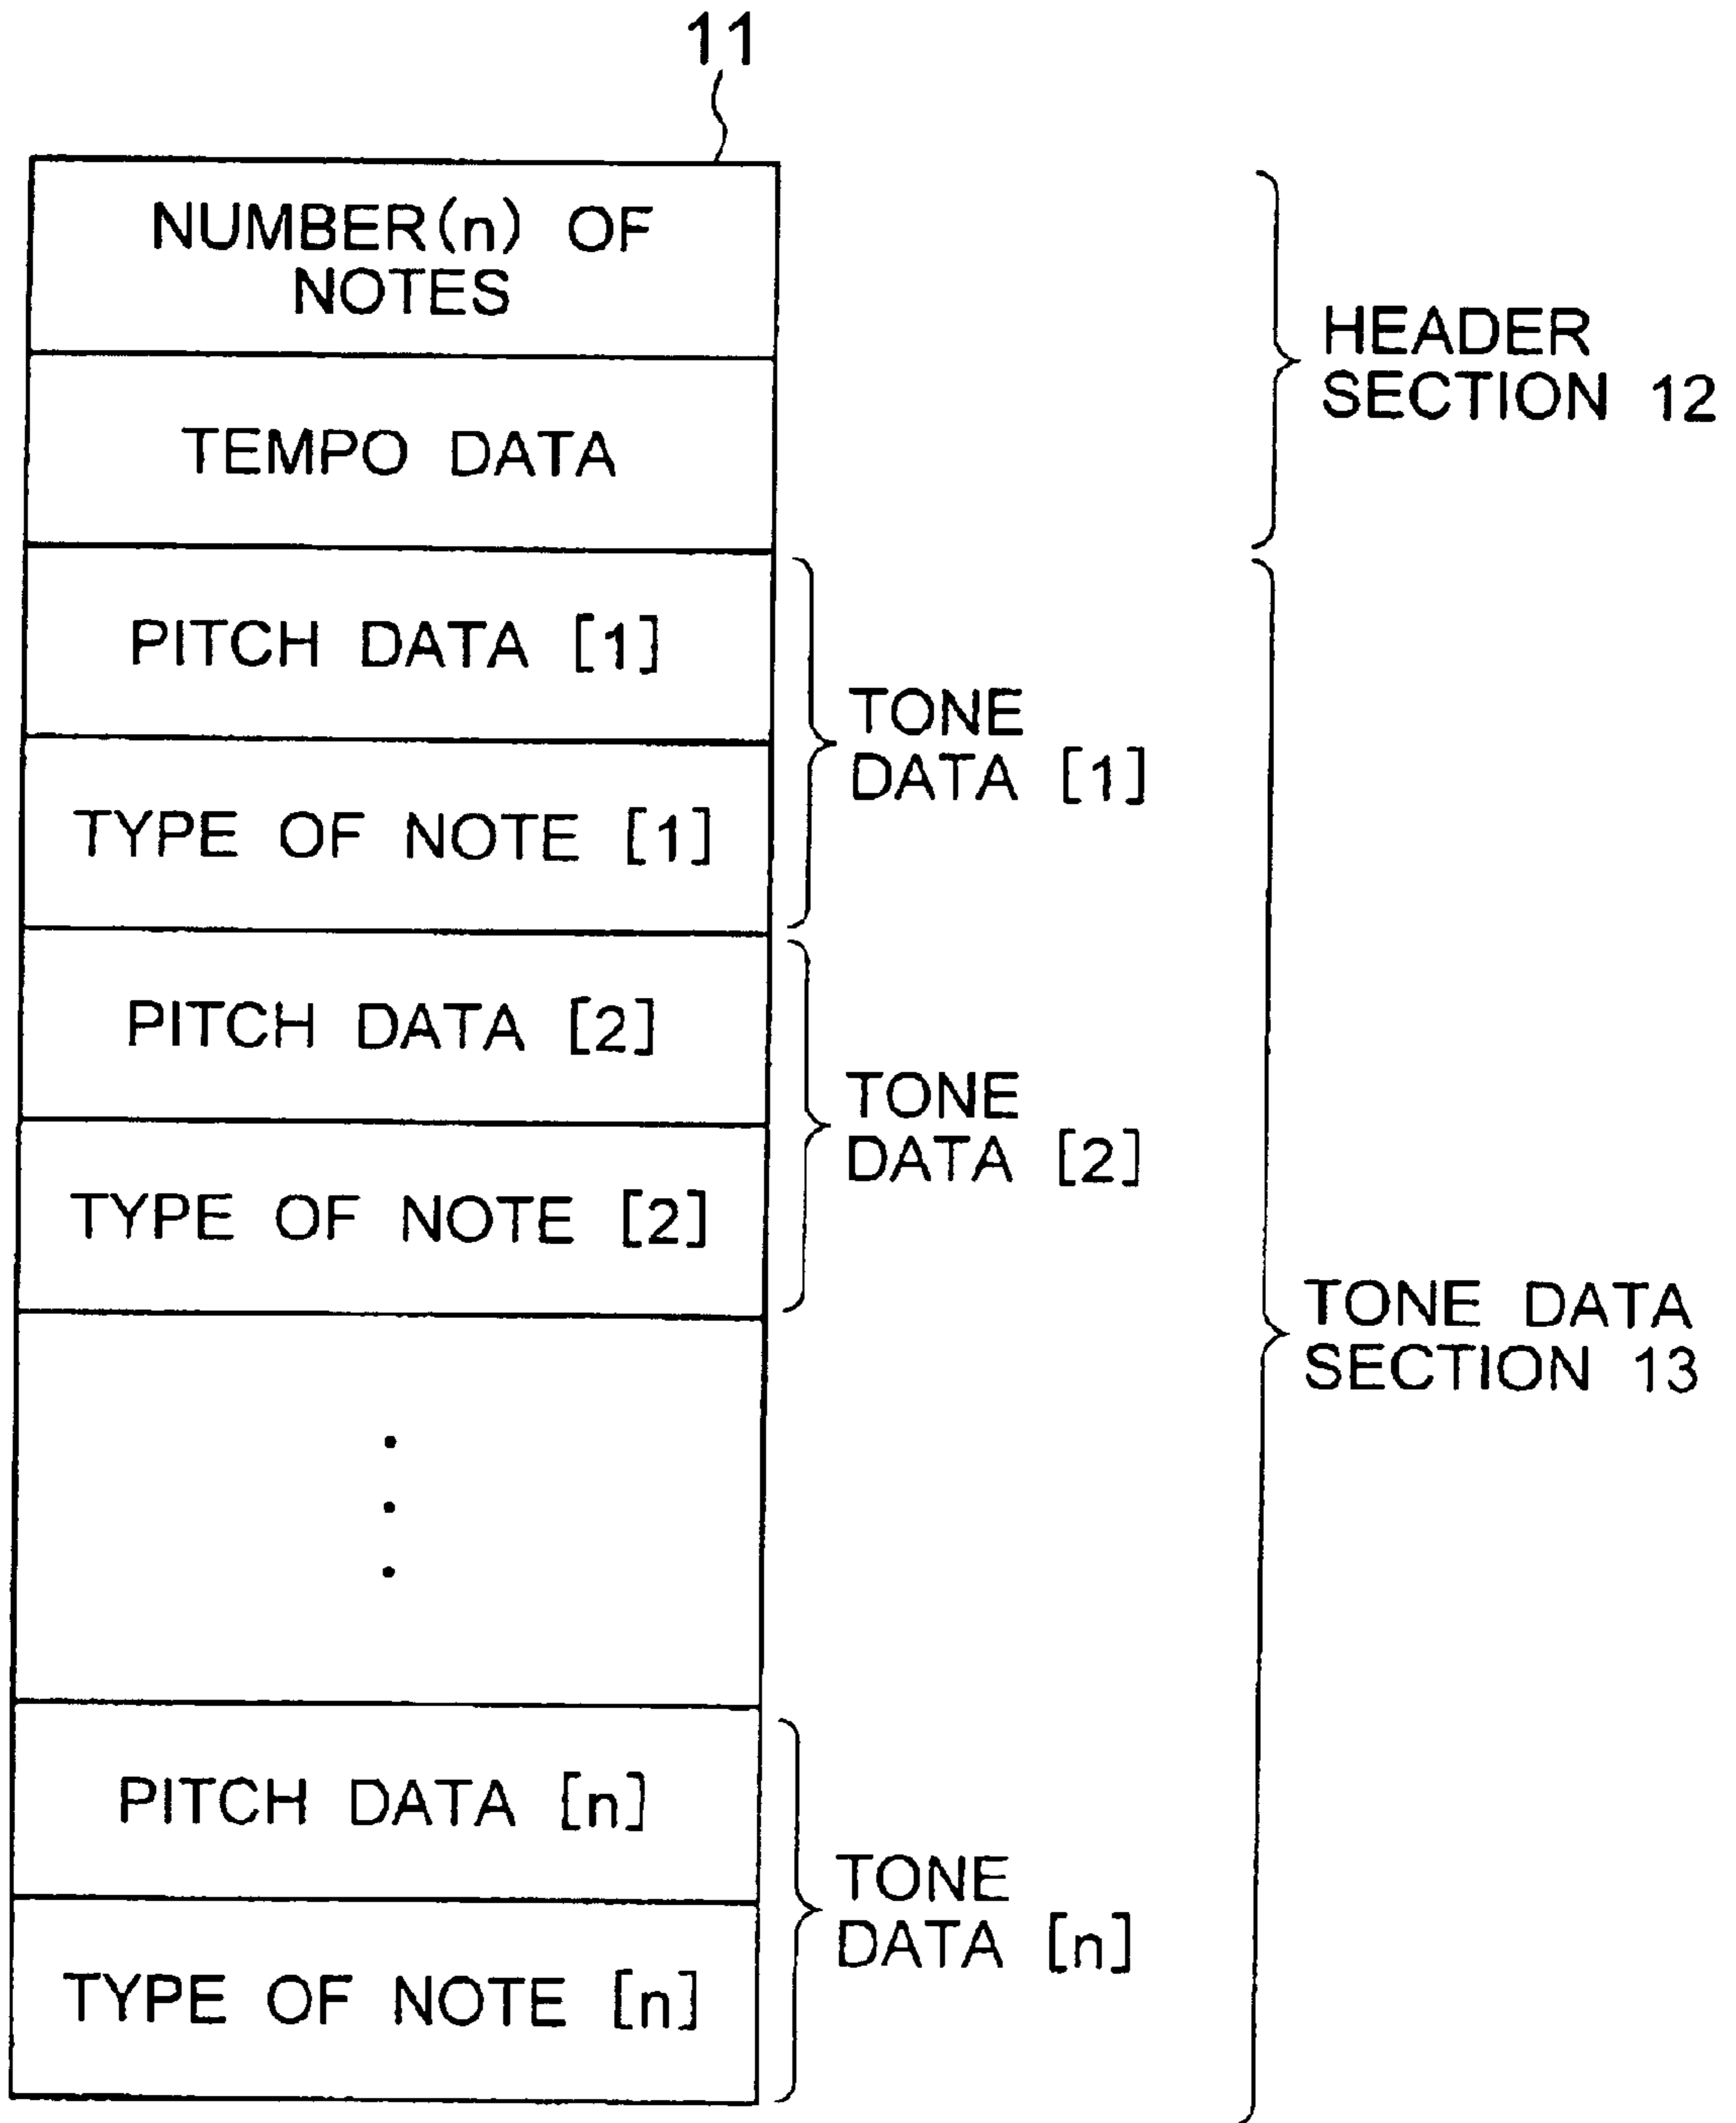 11
NUMBER(n) OF
NOTES
HEADER
SECTION 12
TEMPO DATA
PITCH DATA [1]
TONE
DATA [1]
TYPE OF NOTE [1]
PITCH DATA [2]
TONE
DATA [2]
TYPE OF NOTE [2]
TONE DATA
SECTION 13
PITCH DATA [n]
TONE
DATA [n]
TYPE OF NOTE [n]